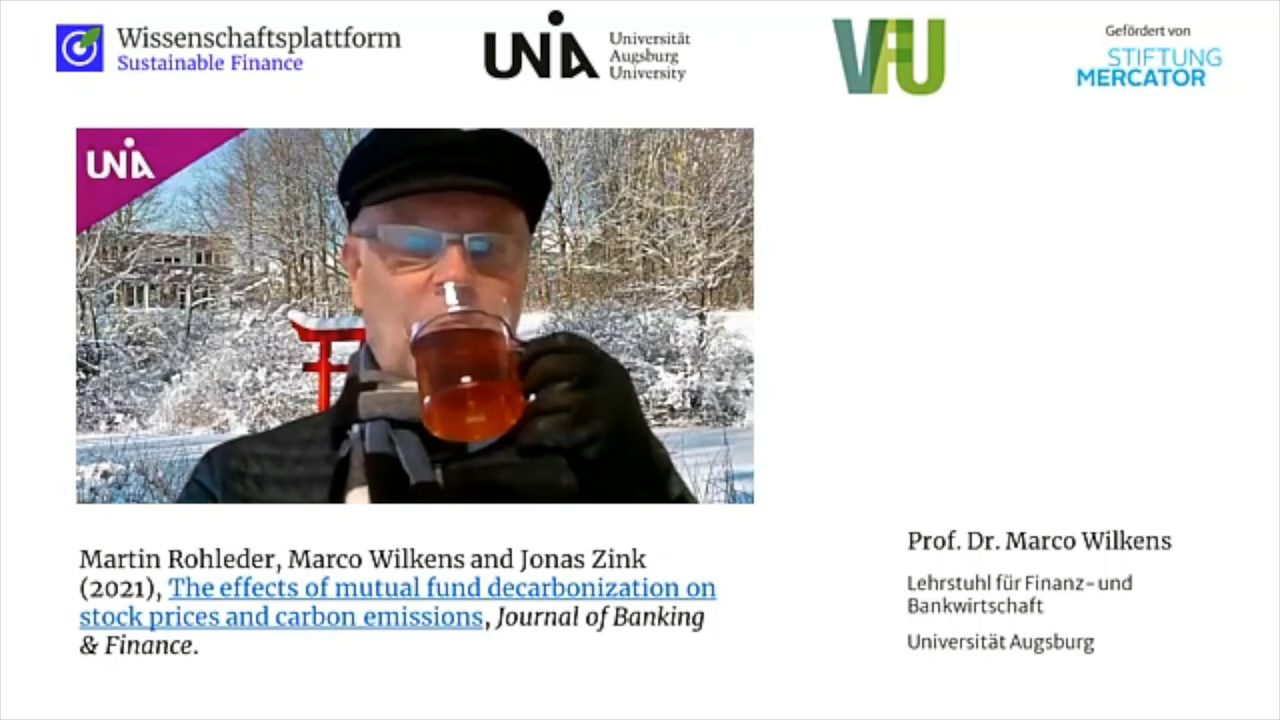 Wissenschaftsplattform
Sustainable Finance
UNIA
Universität
Augsburg
University
VFU
Gefördert von
STIFTUNG
MERCATOR
UNIA
Martin Rohleder, Marco Wilkens and Jonas Zink
(2021), The effects of mutual fund decarbonization on
stock prices and carbon emissions, Journal of Banking
& Finance.
Prof. Dr. Marco Wilkens
Lehrstuhl für Finanz- und
Bankwirtschaft
Universität Augsburg